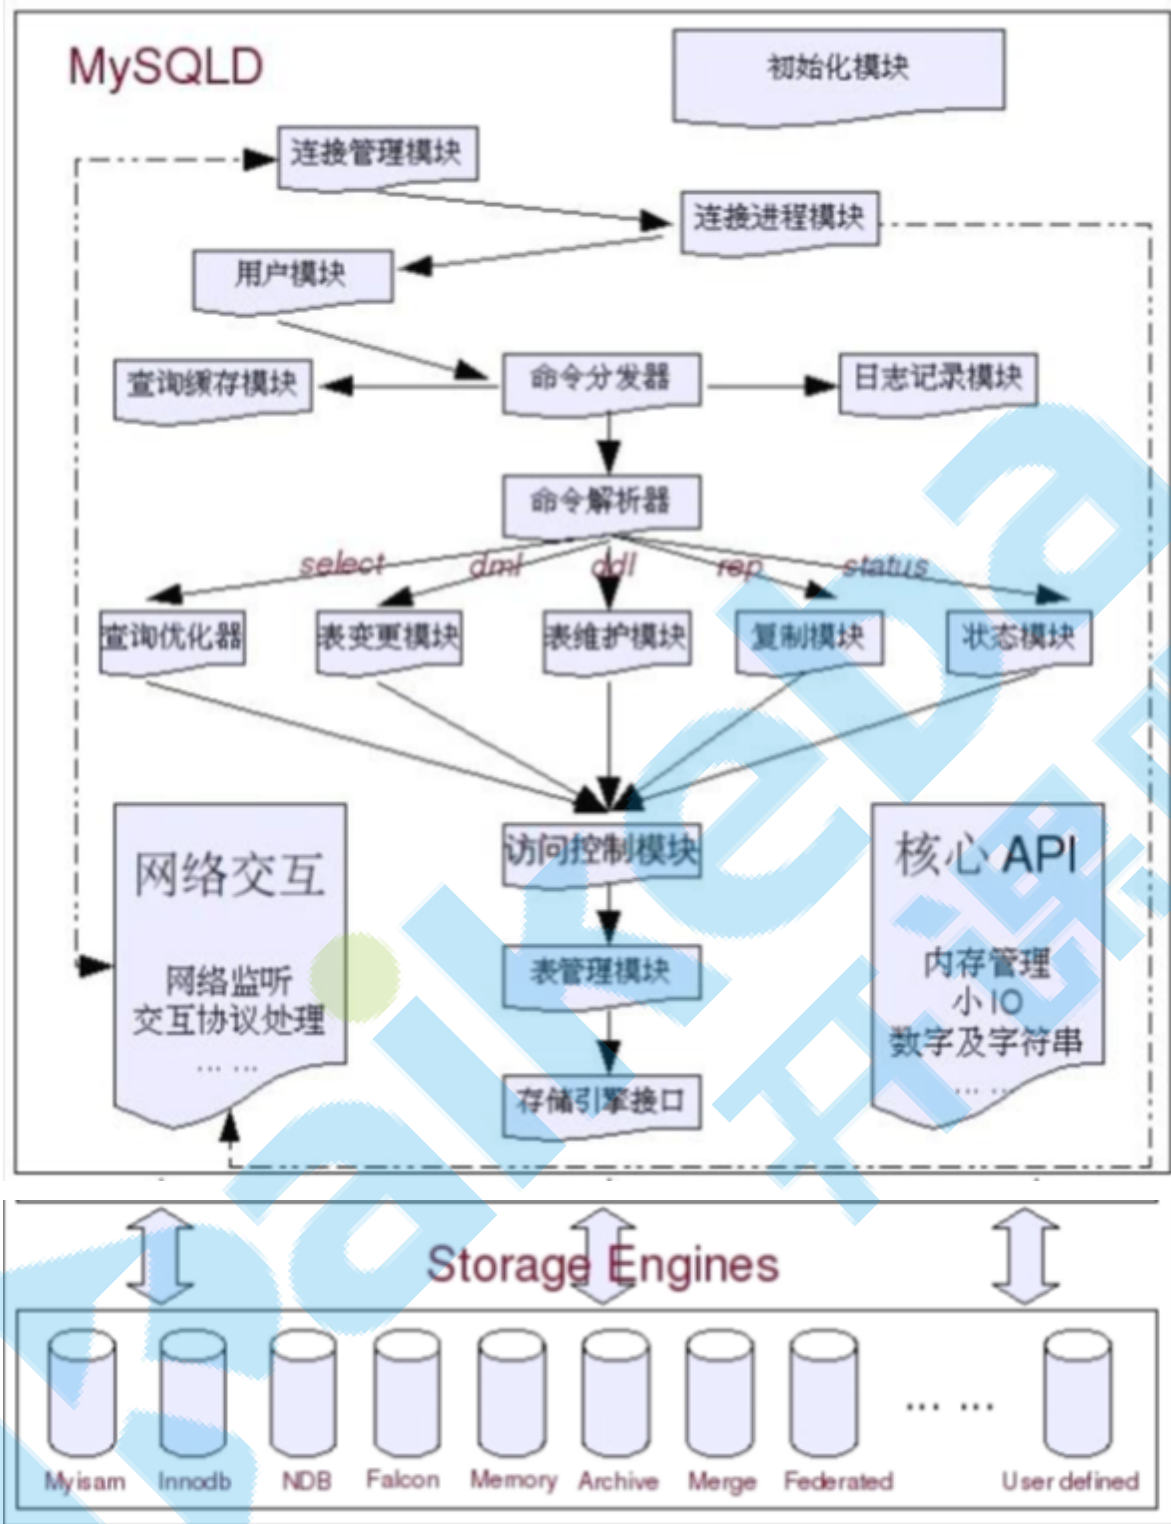 MySQLD
初始化模块
连接管理模块
连接进程模块
用户模块
查询缓存模块
命令分发器
日志记录模块
命令解析器
select
dml
ddl
rep
status
查询优化器
表变更模块
表维护模块
复制模块
状态模块
网络交互
网络监听
交互协议处理
... ...
访问控制模块
表管理模块
存储引擎接口
核心 API
内存管理
小 IO
数字及字符串
... ...
Storage Engines
Myisam
Innodb
NDB
Falcon
Memory
Archive
Merge
Federated
... ...
User defined
KaiKeBa
开课吧